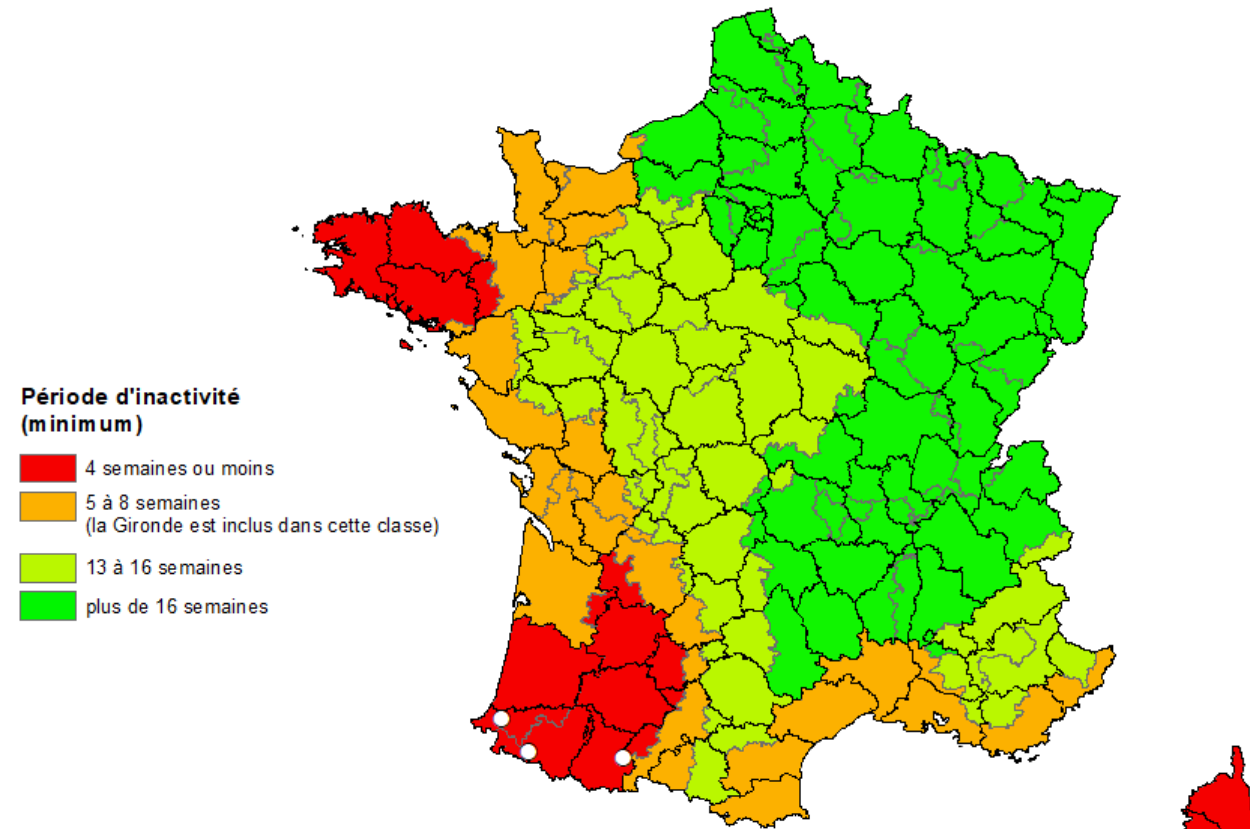 Période d'inactivité
(minimum)
4 semaines ou moins
5 à 8 semaines
(la Gironde est inclus dans cette classe)
13 à 16 semaines
plus de 16 semaines